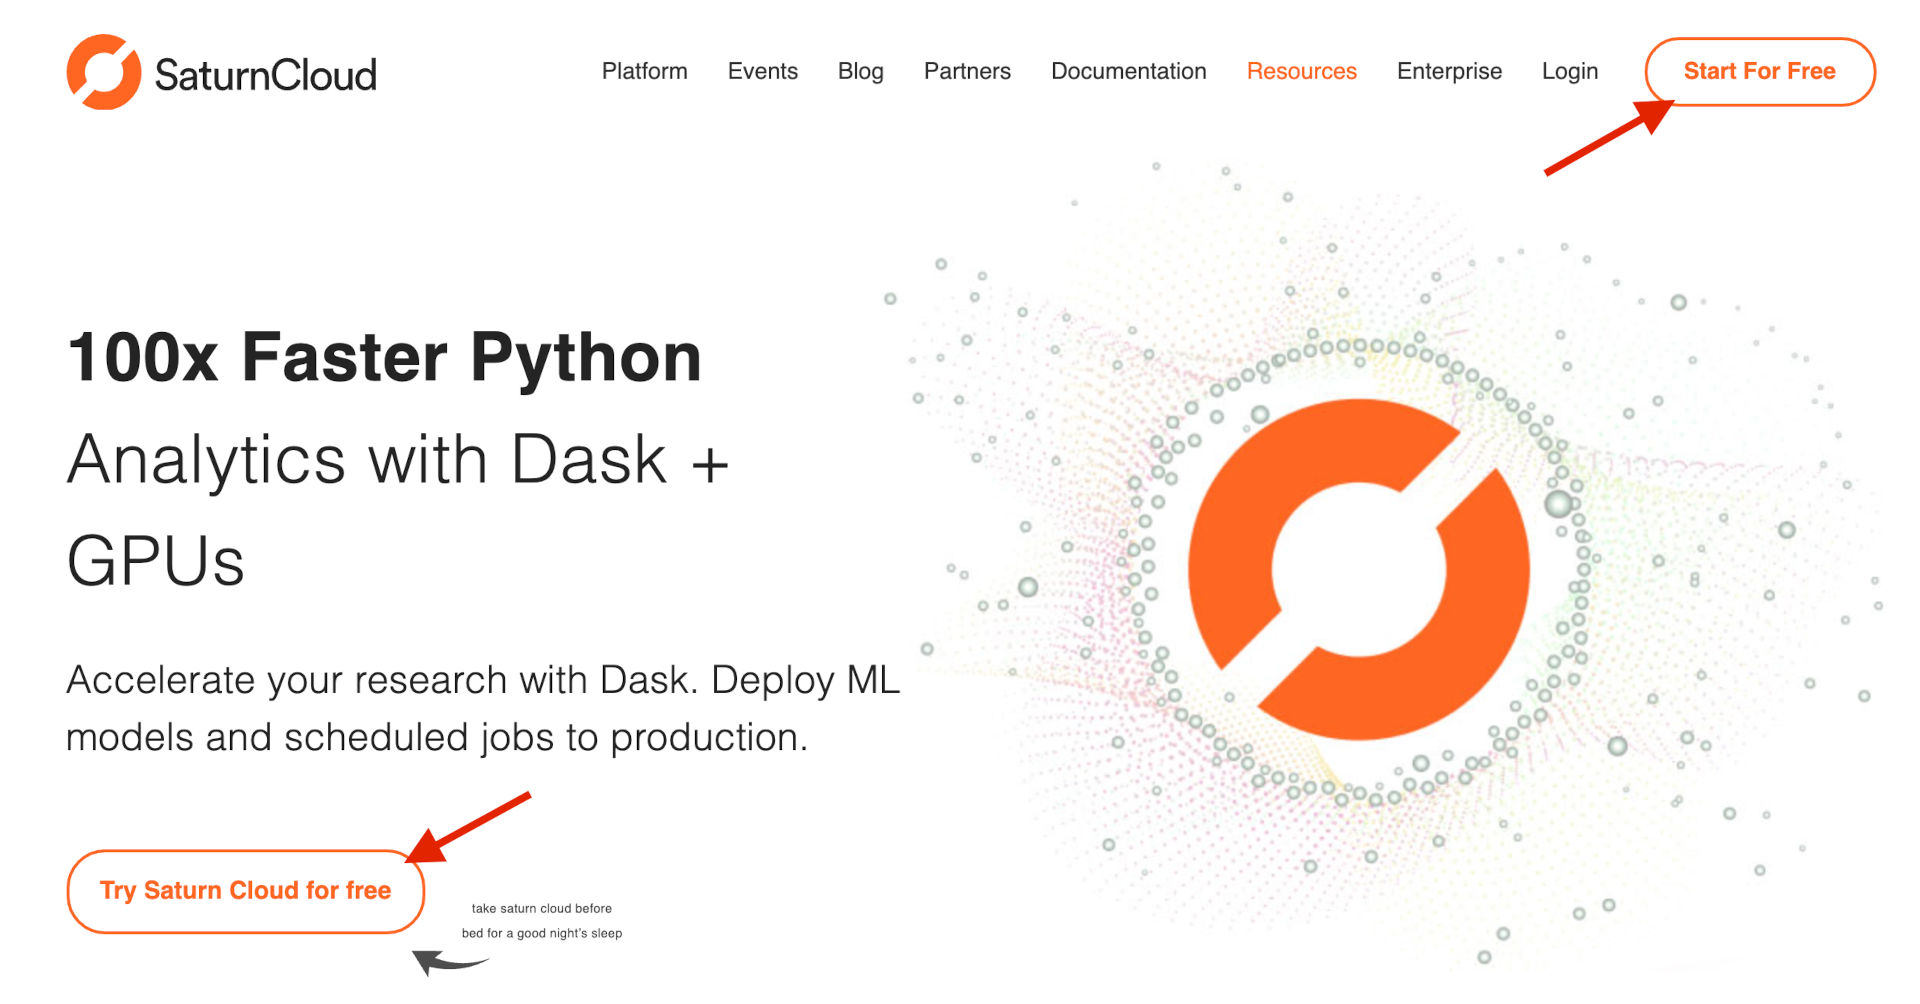 SaturnCloud
Platform
Events
Blog
Partners
Documentation
Resources
Enterprise
Login
Start For Free
100x Faster Python
Analytics with Dask +
GPUs
Accelerate your research with Dask. Deploy ML
models and scheduled jobs to production.
Try Saturn Cloud for free
take saturn cloud before
bed for a good night's sleep